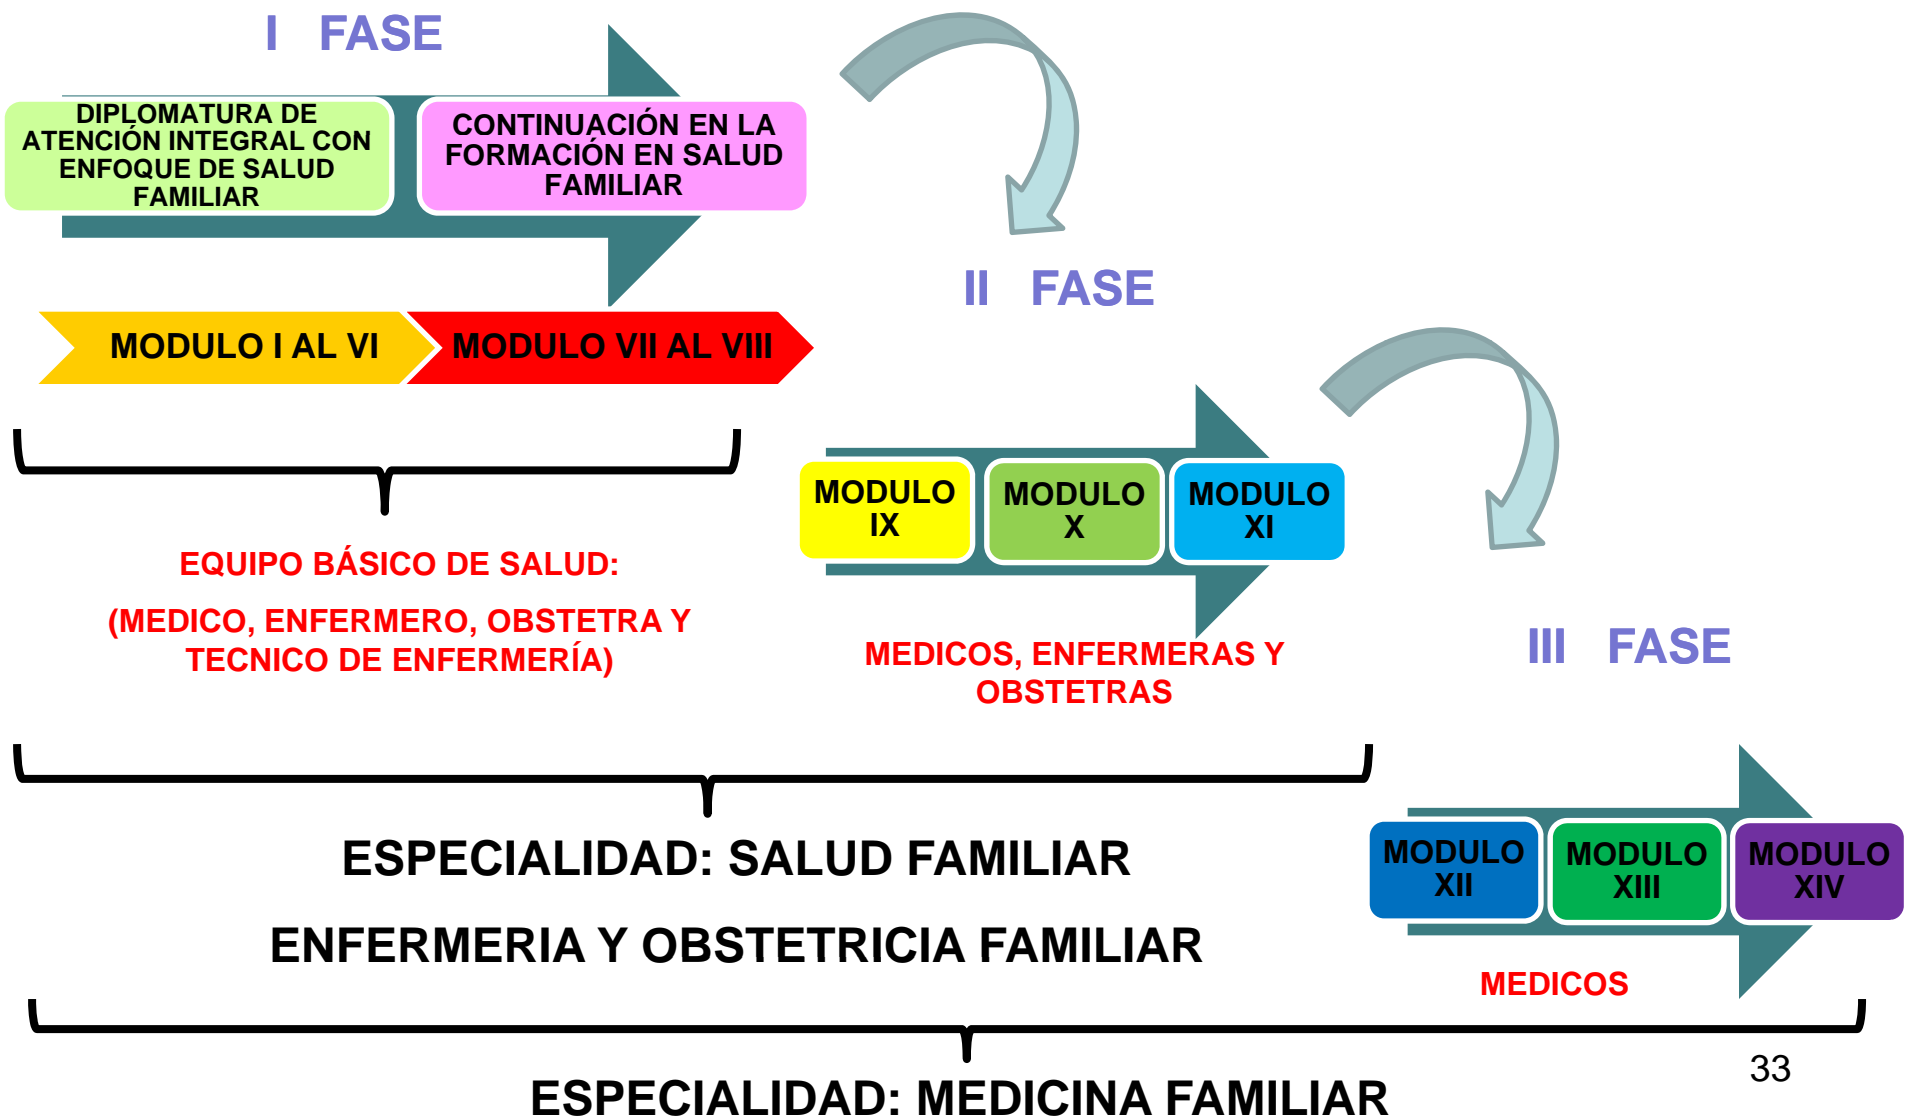 I FASE
DIPLOMATURA DE
ATENCIÓN INTEGRAL CON
ENFOQUE DE SALUD
FAMILIAR
CONTINUACIÓN EN LA
FORMACIÓN EN SALUD
FAMILIAR
MODULO I AL VI
MODULO VII AL VIII
EQUIPO BÁSICO DE SALUD:
(MEDICO, ENFERMERO, OBSTETRA Y
TECNICO DE ENFERMERÍA)
II FASE
MODULO
IX
MODULO
X
MODULO
XI
MEDICOS, ENFERMERAS Y
OBSTETRAS
III FASE
MODULO
XII
MODULO
XIII
MODULO
XIV
MEDICOS
ESPECIALIDAD: SALUD FAMILIAR
ENFERMERIA Y OBSTETRICIA FAMILIAR
ESPECIALIDAD: MEDICINA FAMILIAR
33